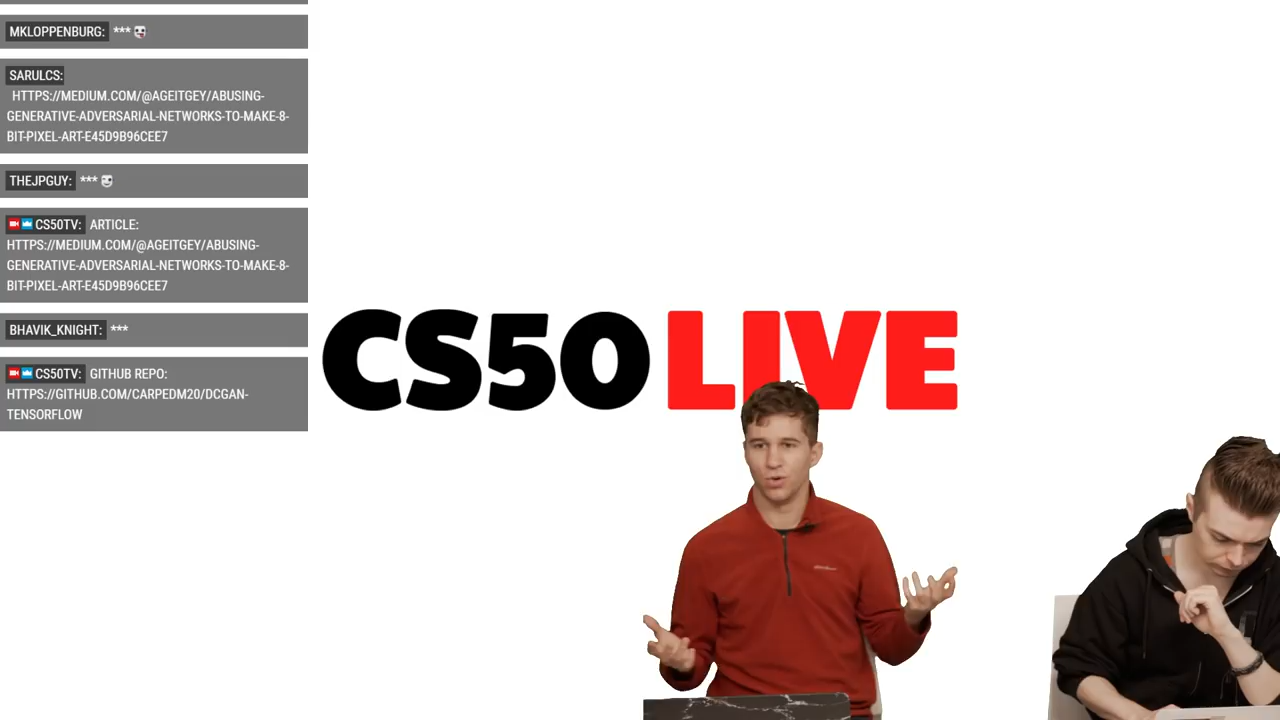 MKLOPPENBURG: ***
SARULCS:
HTTPS://MEDIUM.COM/@AGEITGEY/ABUSING-
GENERATIVE-ADVERSARIAL-NETWORKS-TO-MAKE-8-
BIT-PIXEL-ART-E45D9B96CEE7
THEJPGUY: ***
CS50TV: ARTICLE:
HTTPS://MEDIUM.COM/@AGEITGEY/ABUSING-
GENERATIVE-ADVERSARIAL-NETWORKS-TO-MAKE-8-
BIT-PIXEL-ART-E45D9B96CEE7
BHAVIK_KNIGHT: ***
CS50TV: GITHUB REPO:
HTTPS://GITHUB.COM/CARPEDM20/DCGAN-
TENSORFLOW
CS50 LIVE